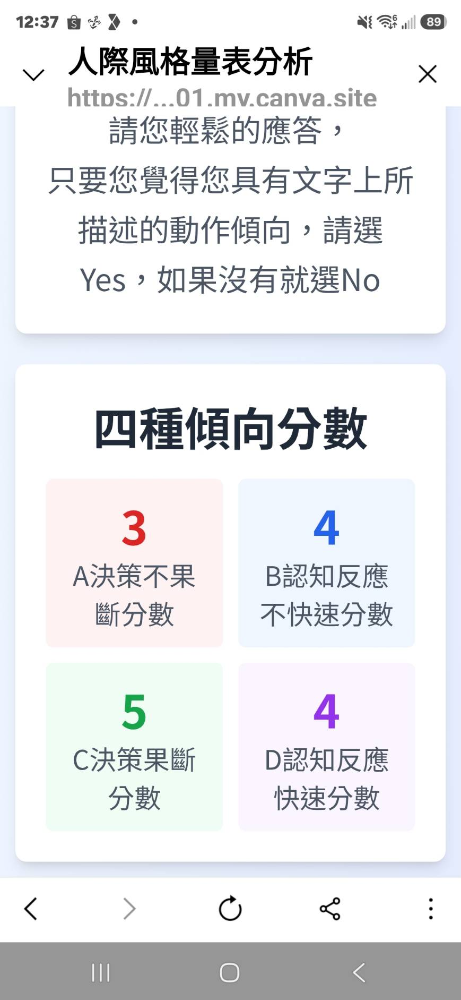 12:37
89
人際風格量表分析
https://...01.my.canva.site
請您輕鬆的應答，
只要您覺得您具有文字上所
描述的動作傾向，請選
Yes，如果沒有就選No
四種傾向分數
3
A決策不果
斷分數
4
B認知反應
不快速分數
5
C決策果斷
分數
4
D認知反應
快速分數